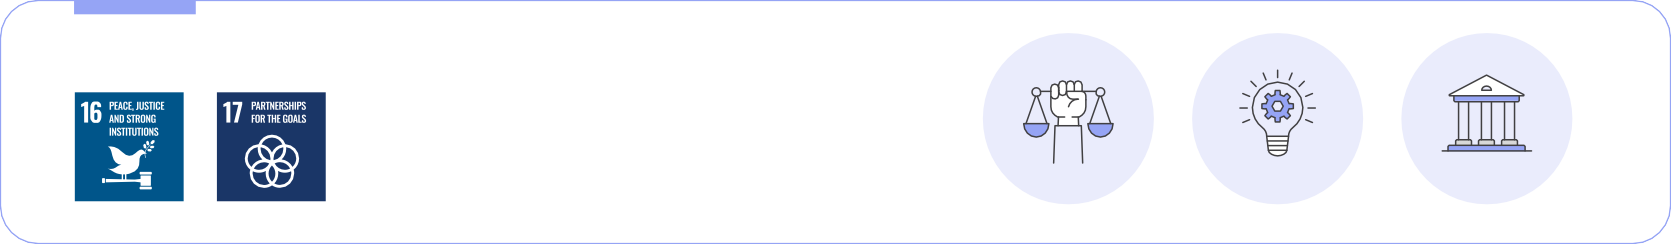 16 PEACE, JUSTICE
AND STRONG
INSTITUTIONS
17 PARTNERSHIPS
FOR THE GOALS